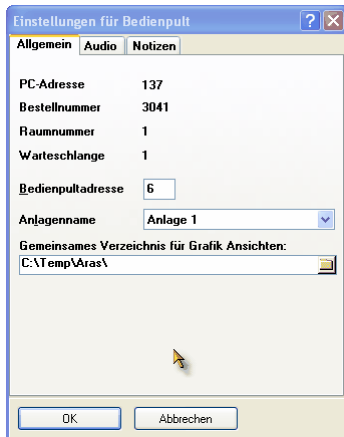 Einstellungen für Bedienpult
Allgemein Audio Notizen
PC-Adresse 137
Bestellnummer 3041
Raumnummer 1
Warteschlange 1
Bedienpultadresse 6
Anlagenname Anlage 1
Gemeinsames Verzeichnis für Grafik Ansichten:
C:\Temp\Aras\
OK Abbrechen